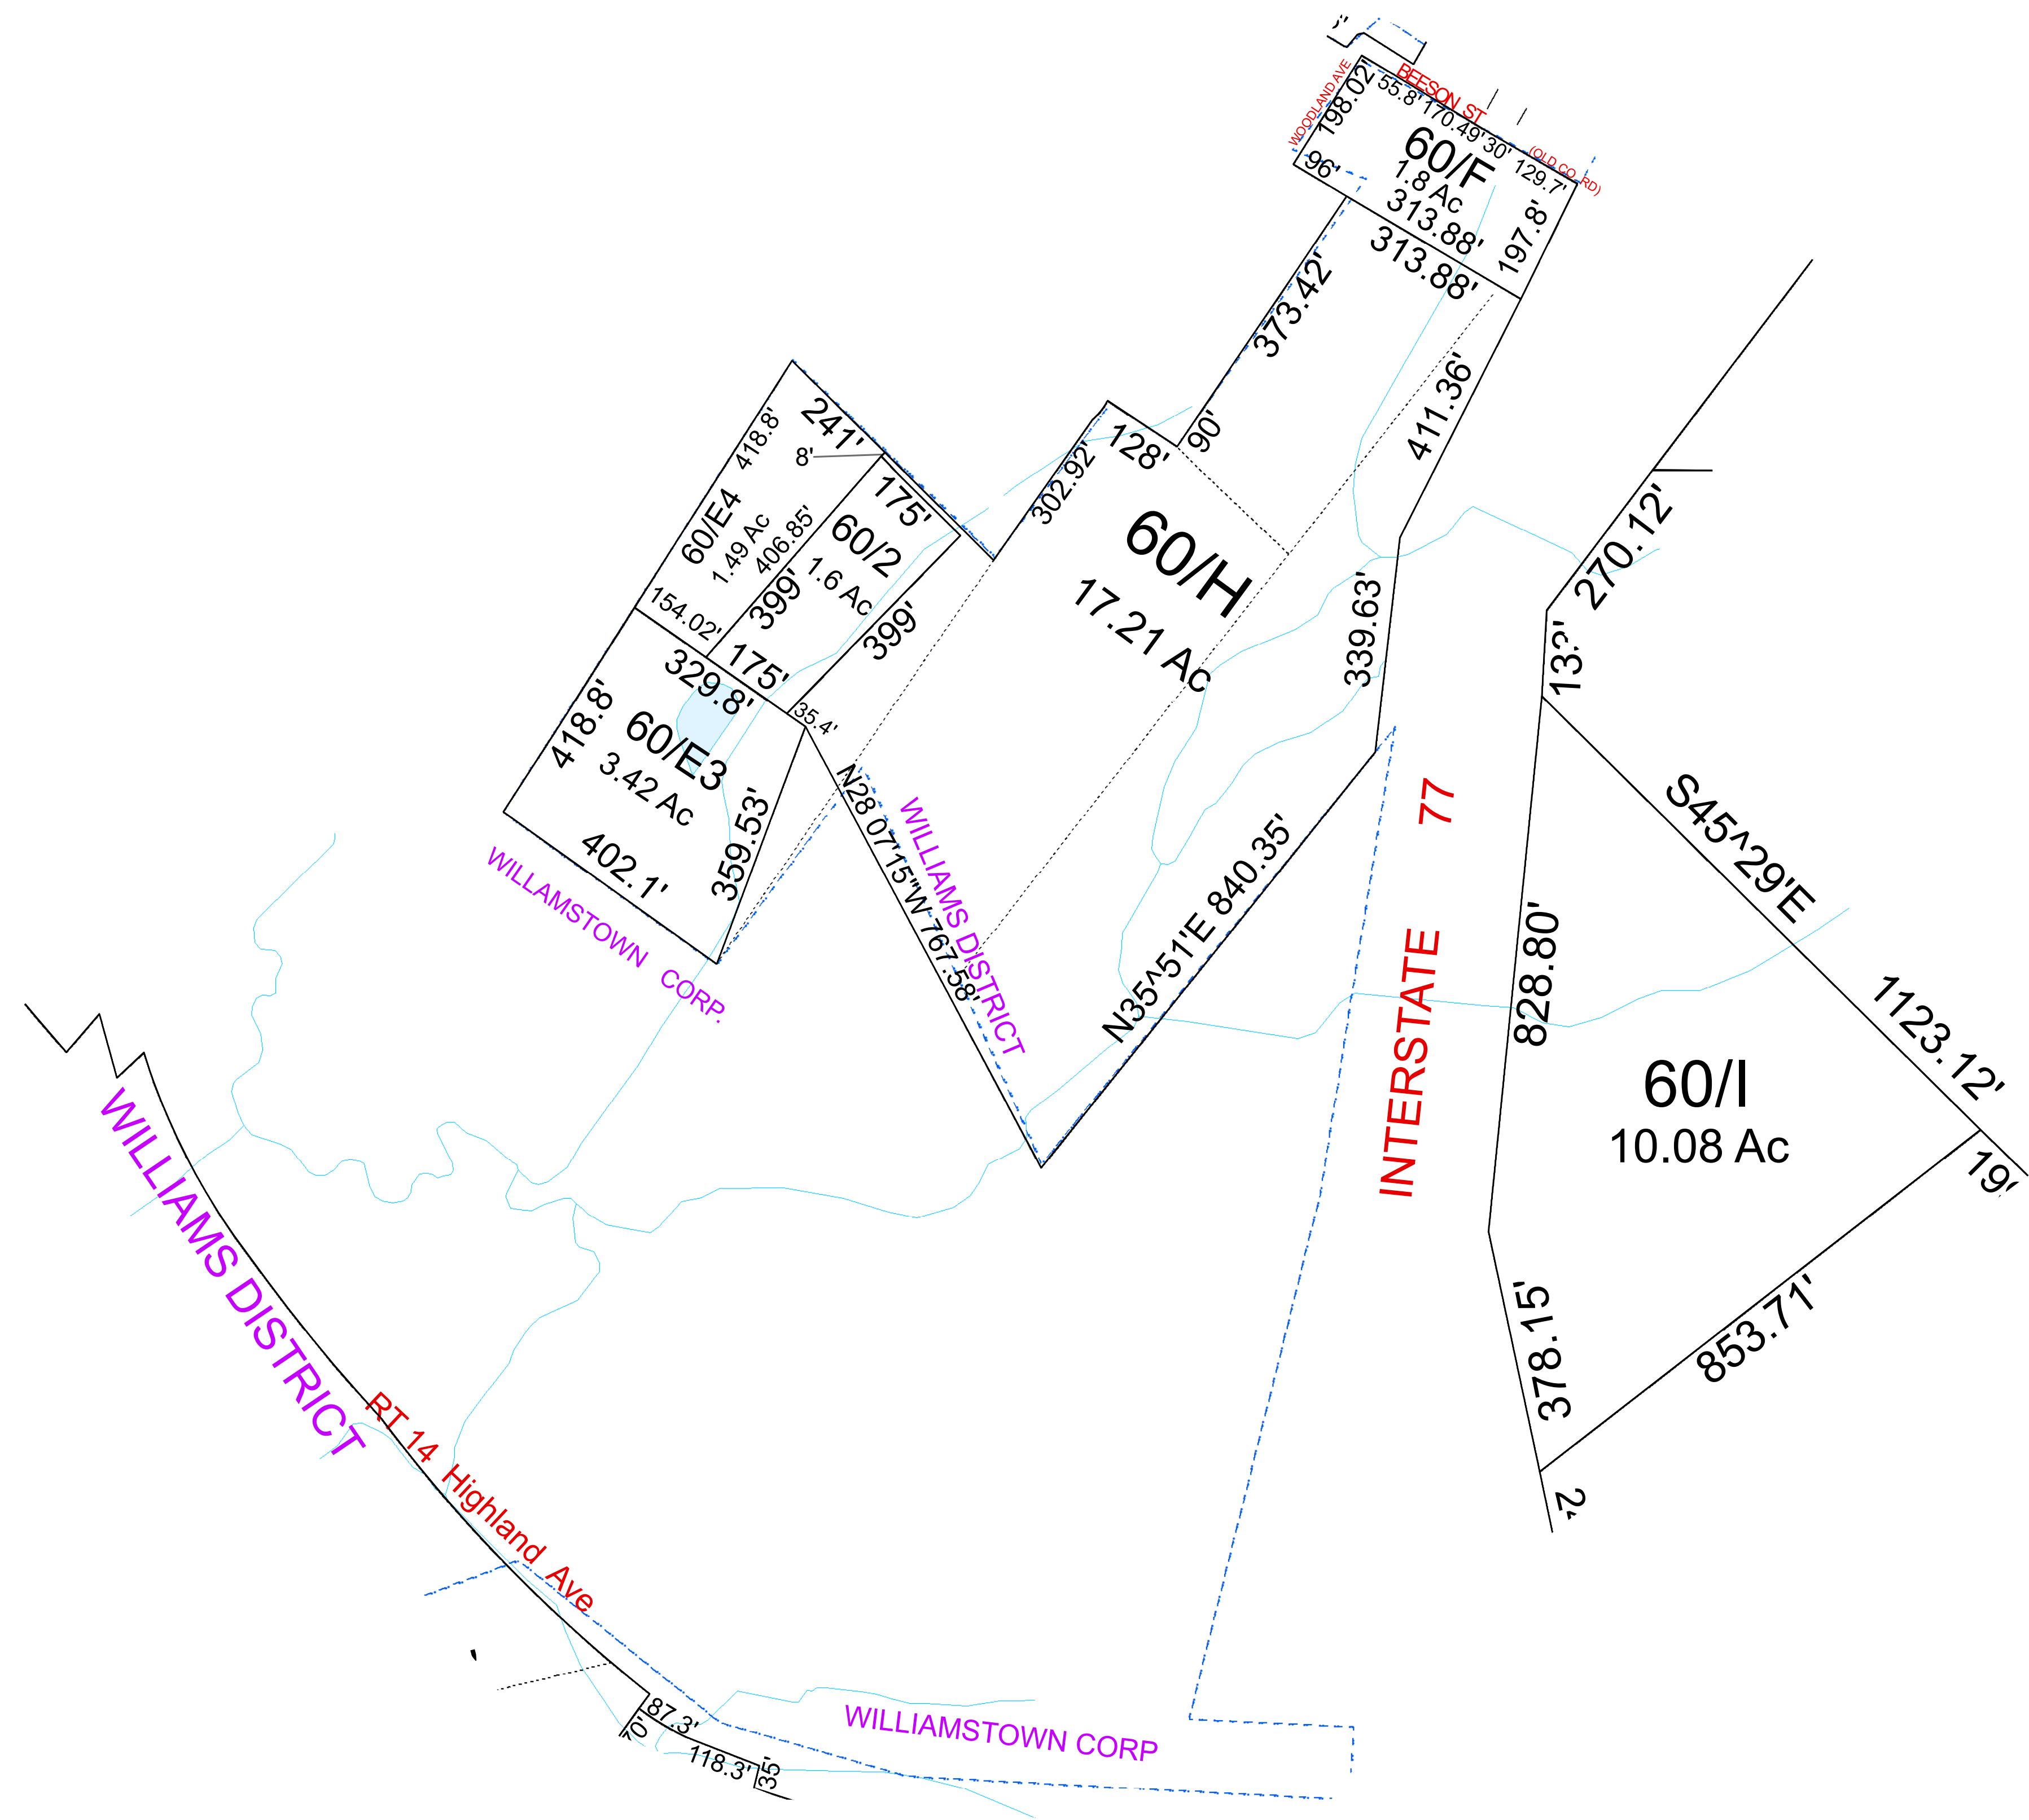 BEESON ST
WOODLAND AVE
198.02'
55.8'
170.49'
30'
129.7'
(OLD CO RD)
60/F
1.8 Ac
96'
313.88'
313.88'
197.8'
373.42'
411.36'
90'
128'
302.92'
60/H
17.21 Ac
339.63'
241'
418.8'
8'
175'
60/E4
1.49 Ac
406.85'
60/2
1.6 Ac
399'
399'
154.02'
175'
35.4'
329.8'
418.8'
60/E3
3.42 Ac
359.53'
402.1'
WILLAMSTOWN CORP.
N28 07'15"W 767.58'
WILLIAMS DISTRICT
N35^51'E 840.35'
INTERSTATE 77
270.12'
S45^29'E
1123.12'
828.80'
60/I
10.08 Ac
378.15'
853.71'
WILLIAMS DISTRICT
RT 14 Highland Ave
87.3'
118.3'
35'
WILLIAMSTOWN CORP